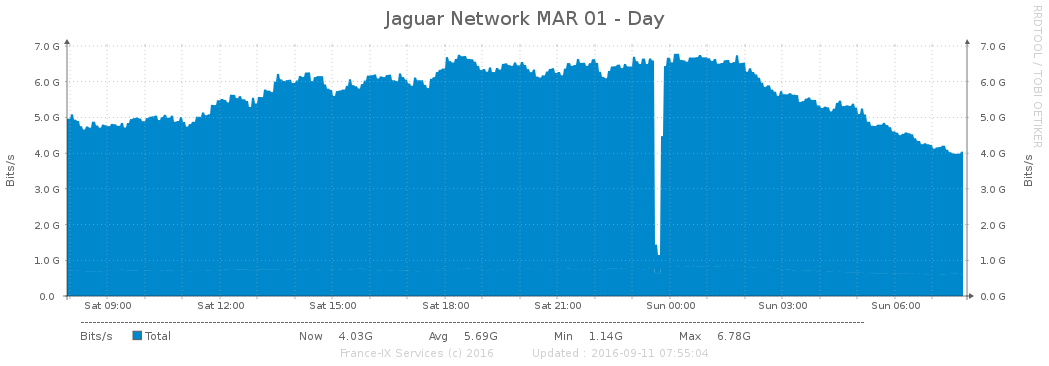 Jaguar Network MAR 01 - Day
RRDTOOL / TOBI OETIKER
7.0 G 7.0 G
6.0 G 6.0 G
5.0 G 5.0 G
4.0 G 4.0 G
3.0 G 3.0 G
2.0 G 2.0 G
1.0 G 1.0 G
0.0 0.0 G
Bits/s
Bits/s
Sat 09:00 Sat 12:00 Sat 15:00 Sat 18:00 Sat 21:00 Sun 00:00 Sun 03:00 Sun 06:00
Bits/s Total Now 4.03G Avg 5.69G Min 1.14G Max 6.78G
France-IX Services (c) 2016 Updated : 2016-09-11 07:55:04